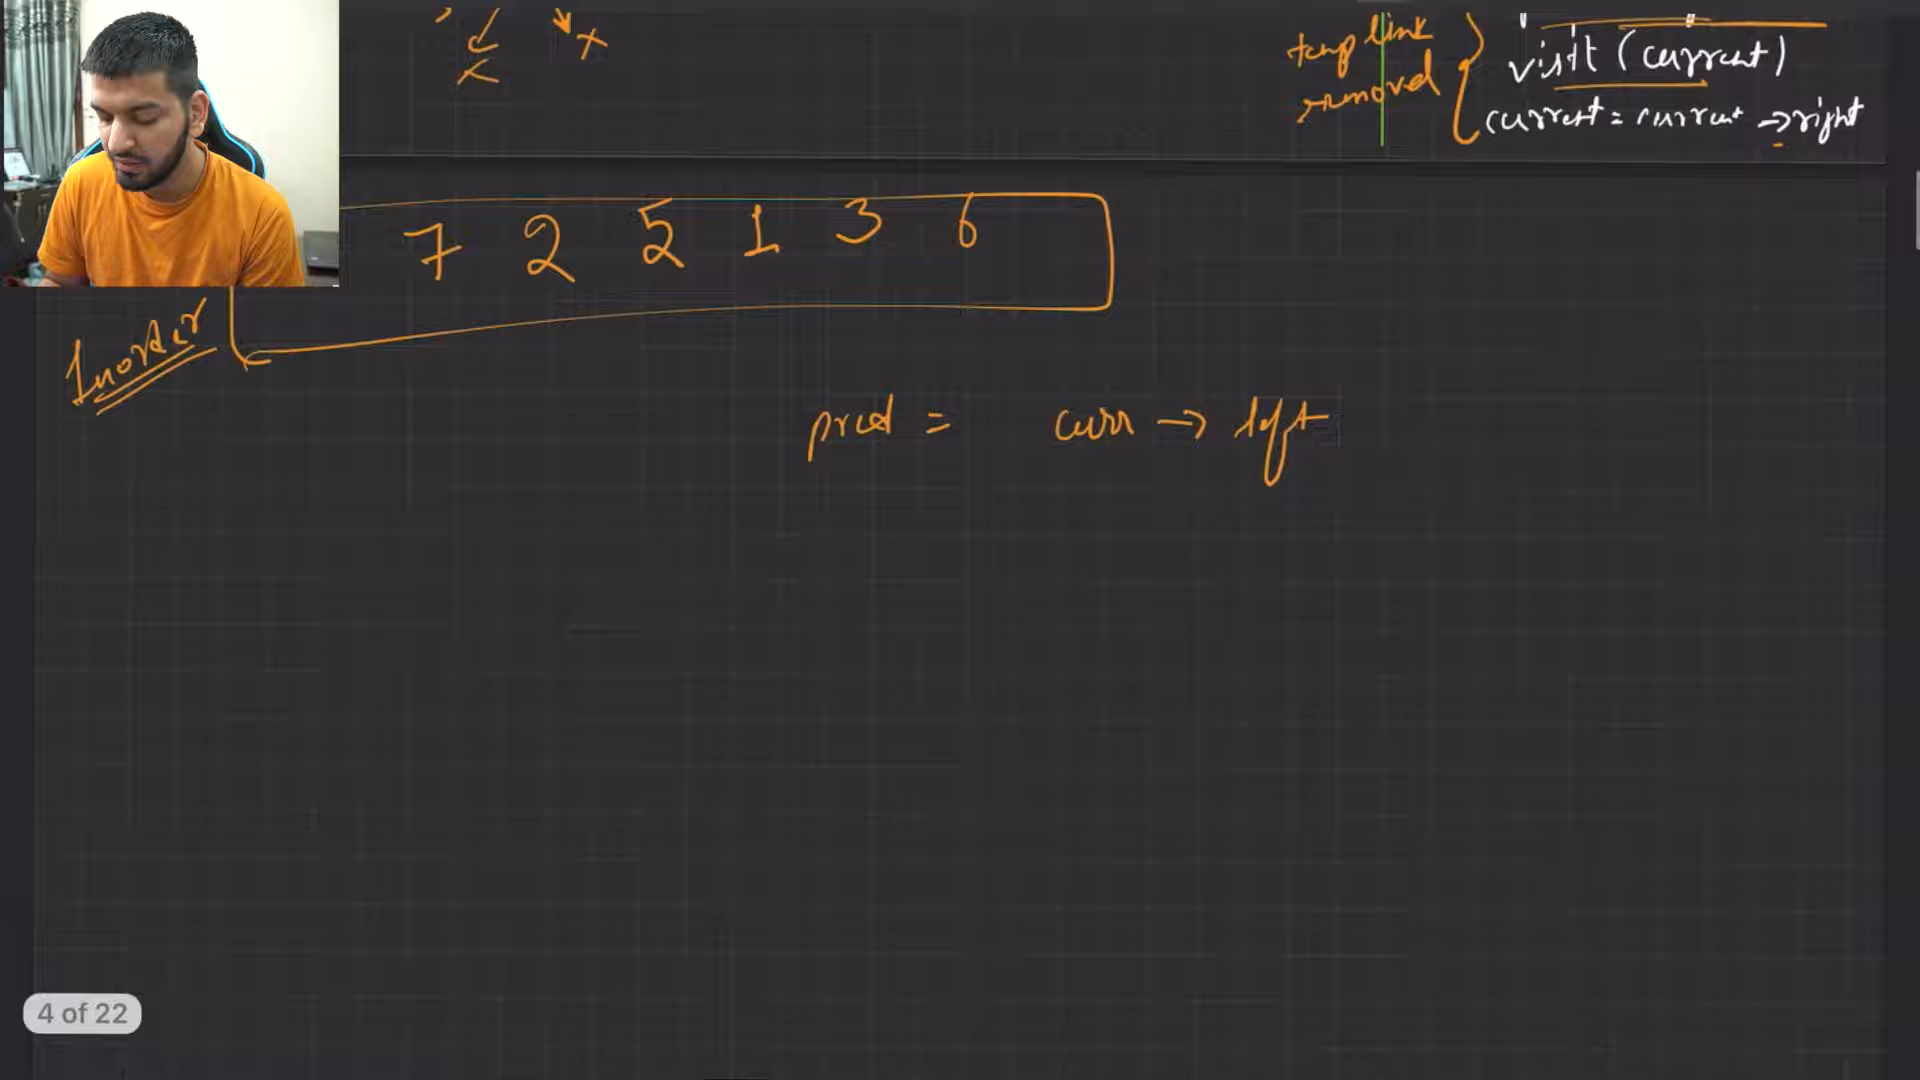 temp link
removed
visit (current)
current = current → right
7 2 5 1 3 6
Inorder
pred = curr → left
4 of 22